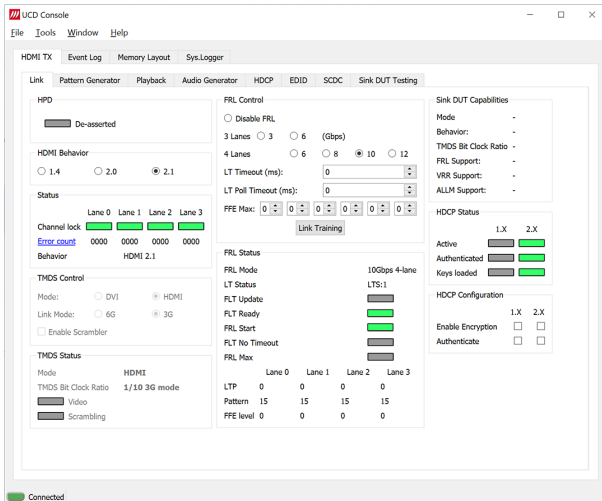 UCD Console
File Tools Window Help
HDMI TX Event Log Memory Layout Sys.Logger
Link Pattern Generator Playback Audio Generator HDCP EDID SCDC Sink DUT Testing
HPD
De-asserted
HDMI Behavior
1.4 2.0 2.1
Status
Lane 0 Lane 1 Lane 2 Lane 3
Channel lock
Error count 0000 0000 0000 0000
Behavior HDMI 2.1
TMDS Control
Mode: DVI HDMI
Link Mode: 6G 3G
Enable Scrambler
TMDS Status
Mode HDMI
TMDS Bit Clock Ratio 1/10 3G mode
Video
Scrambling
FRL Control
Disable FRL
3 Lanes 3 6 (Gbps)
4 Lanes 6 8 10 12
LT Timeout (ms): 0
LT Poll Timeout (ms): 0
FFE Max: 0 0 0 0 0 0
Link Training
FRL Status
FRL Mode 10Gbps 4-lane
LT Status LTS:1
FLT Update
FLT Ready
FRL Start
FLT No Timeout
FRL Max
Lane 0 Lane 1 Lane 2 Lane 3
LTP 0 0 0 0
Pattern 15 15 15 15
FFE level 0 0 0 0
Sink DUT Capabilities
Mode -
Behavior: -
TMDS Bit Clock Ratio -
FRL Support: -
VRR Support: -
ALLM Support: -
HDCP Status
1.X 2.X
Active
Authenticated
Keys loaded
HDCP Configuration
1.X 2.X
Enable Encryption
Authenticate
Connected